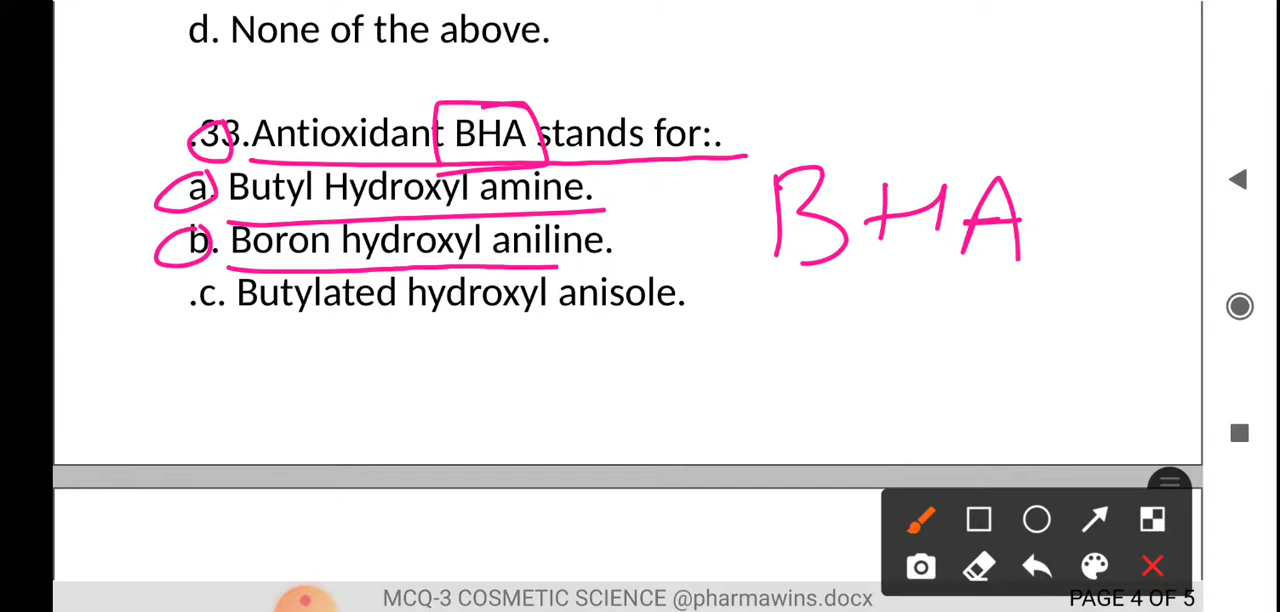 d. None of the above.
.33.Antioxidant BHA stands for:.
a. Butyl Hydroxyl amine.
b. Boron hydroxyl aniline.
BHA
.c. Butylated hydroxyl anisole.
MCQ-3 COSMETIC SCIENCE @pharmawins.docx
PAGE 4 OF 5